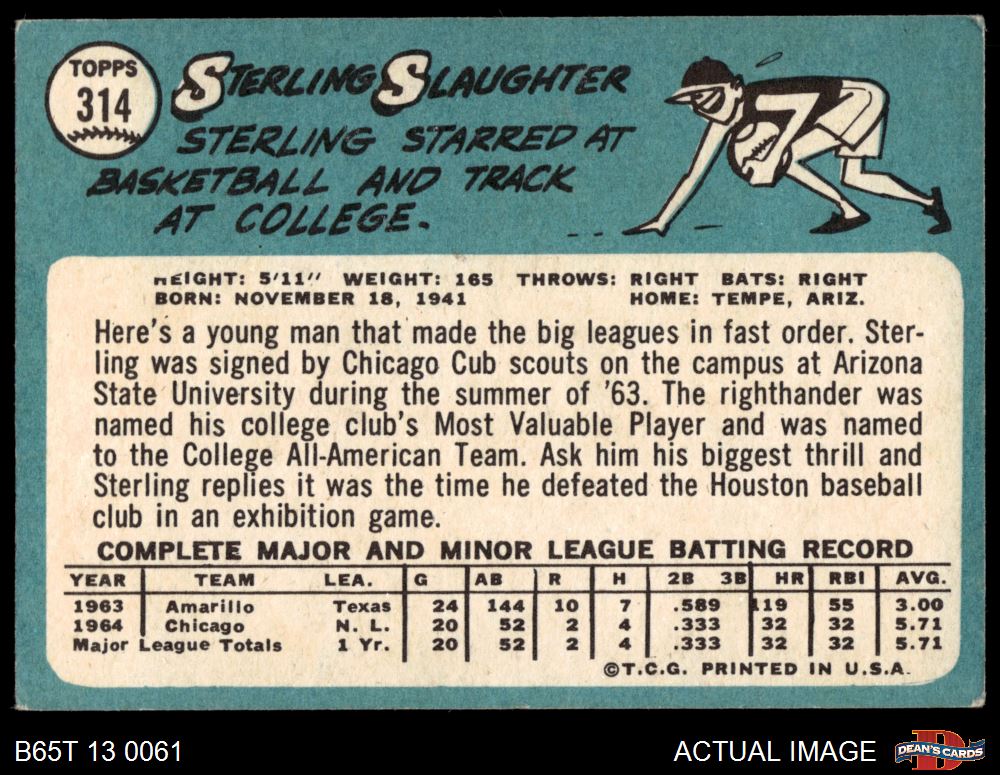 TOPPS
314
STERLING SLAUGHTER
STERLING STARRED AT
BASKETBALL AND TRACK
AT COLLEGE.
7
HEIGHT: 5'11" WEIGHT: 165 THROWS: RIGHT BATS: RIGHT
BORN: NOVEMBER 18, 1941 HOME: TEMPE, ARIZ.
Here's a young man that made the big leagues in fast order. Ster-
ling was signed by Chicago Cub scouts on the campus at Arizona
State University during the summer of '63. The righthander was
named his college club's Most Valuable Player and was named
to the College All-American Team. Ask him his biggest thrill and
Sterling replies it was the time he defeated the Houston baseball
club in an exhibition game.
COMPLETE MAJOR AND MINOR LEAGUE BATTING RECORD
YEAR TEAM LEA. G AB R H 2B 3B HR RBI AVG.
1963 Amarillo Texas 24 144 10 7 .589 119 55 3.00
1964 Chicago N. L. 20 52 2 4 .333 32 32 5.71
Major League Totals 1 Yr. 20 52 2 4 .333 32 32 5.71
©T.C.G. PRINTED IN U.S.A.
B65T 13 0061 ACTUAL IMAGE DEAN'S CARDS